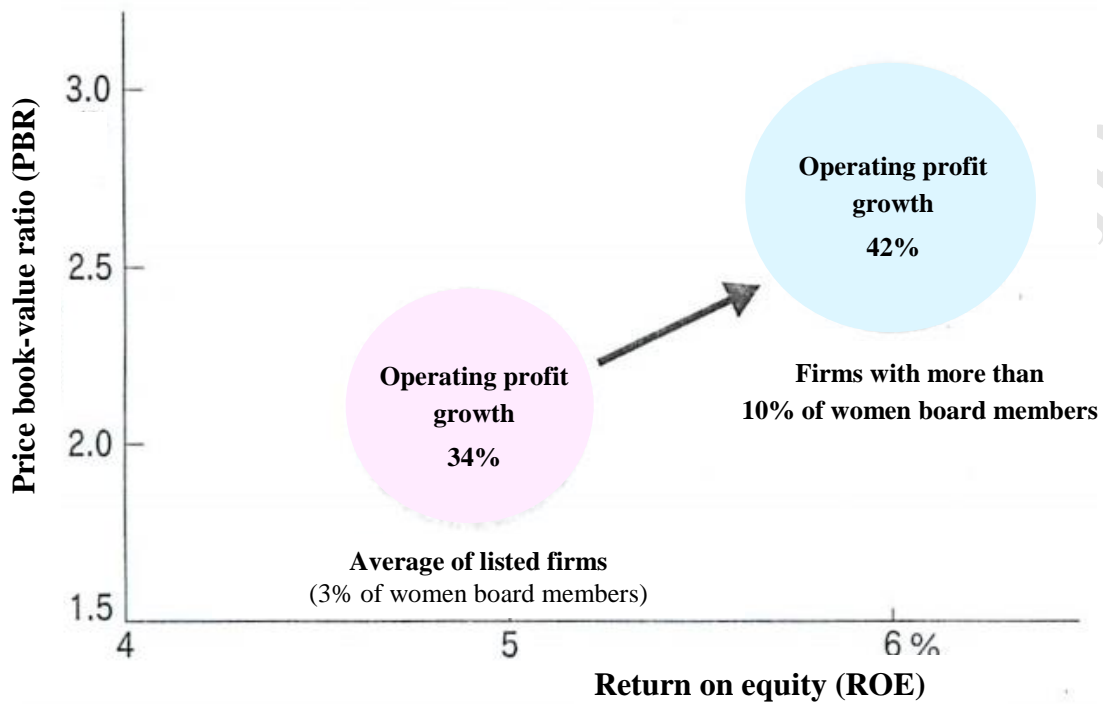 Price book-value ratio (PBR)
3.0
2.5
2.0
1.5
Operating profit
growth
42%
Firms with more than
10% of women board members
Operating profit
growth
34%
Average of listed firms
(3% of women board members)
4
5
6 %
Return on equity (ROE)